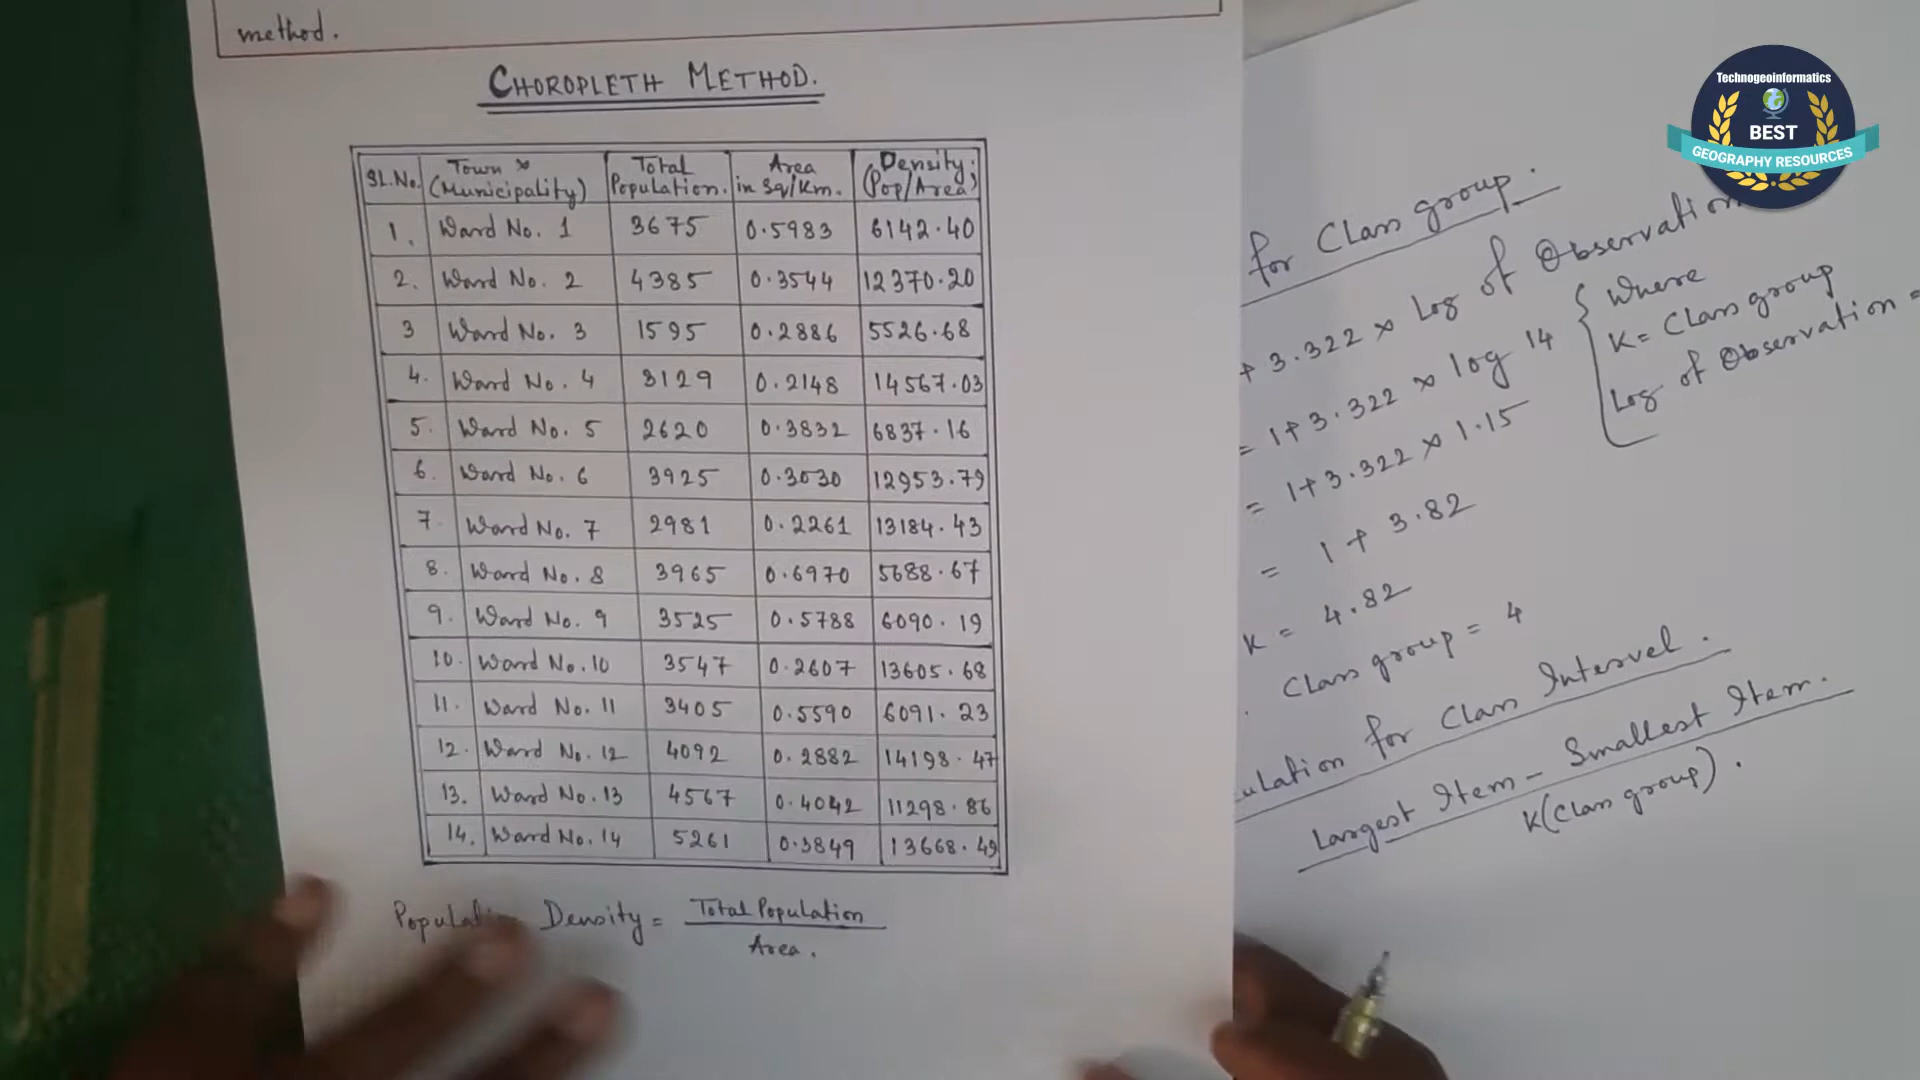 method.
CHOROPLETH METHOD.
SL.No. Town (Municipality) Total Population. Area in Sq/Km. Density: (Pop/Area)
1. Ward No. 1 3675 0.5983 6142.40
2. Ward No. 2 4385 0.3544 12370.20
3 Ward No. 3 1595 0.2886 5526.68
4. Ward No. 4 3129 0.2148 14567.03
5. Ward No. 5 2620 0.3832 6837.16
6. Ward No. 6 3925 0.3030 12953.79
7. Ward No. 7 2981 0.2261 13184.43
8. Ward No. 8 3965 0.6970 5688.67
9. Ward No. 9 3525 0.5788 6090.19
10. Ward No. 10 3547 0.2607 13605.68
11. Ward No. 11 3405 0.5590 6091.23
12. Ward No. 12 4092 0.2882 14198.47
13. Ward No. 13 4567 0.4042 11298.86
14. Ward No. 14 5261 0.3849 13668.49
Density = Total Population
Area.
for Class group.
+ 3.322 × Log of Observation
= 1+3.322 × log 14
= 1+3.322 × 1.15
= 1 + 3.82
K = 4.82
Class group = 4
{ Where
K = Class group
Log of Observation =
for Class Intervel.
Largest Item - Smallest Item.
K(Class group).
Technogeoinformatics
BEST
GEOGRAPHY RESOURCES